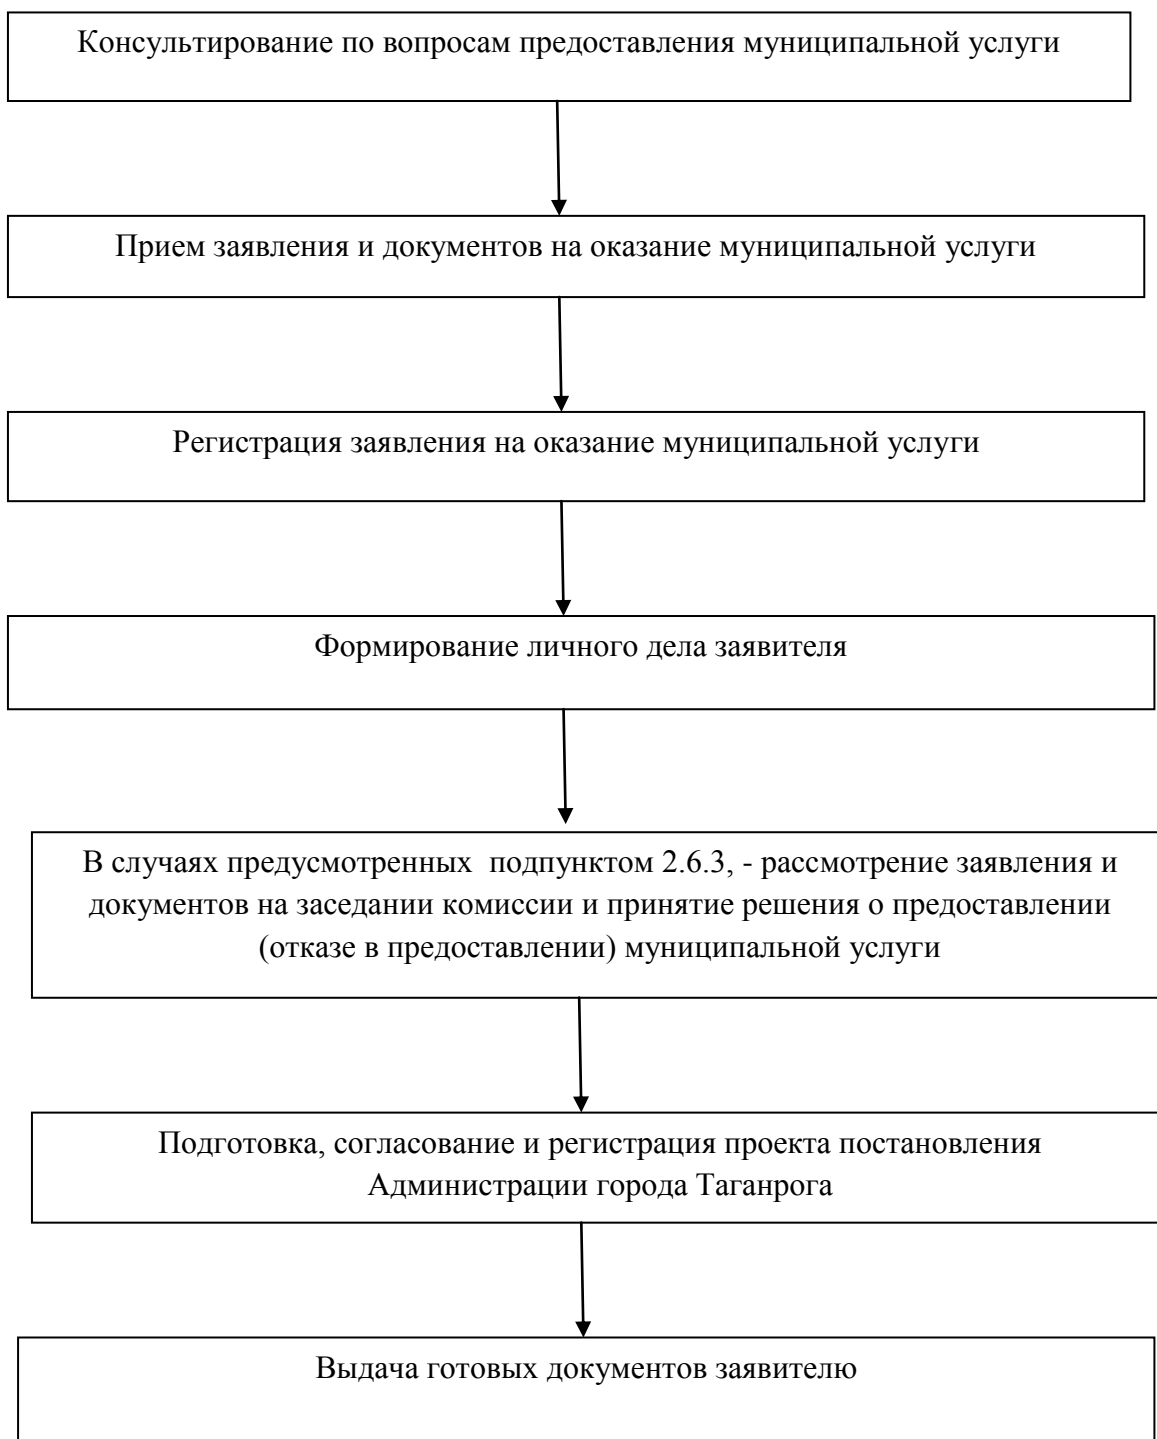 Консультирование по вопросам предоставления муниципальной услуги
Прием заявления и документов на оказание муниципальной услуги
Регистрация заявления на оказание муниципальной услуги
Формирование личного дела заявителя
В случаях предусмотренных  подпунктом 2.6.3, - рассмотрение заявления и
документов на заседании комиссии и принятие решения о предоставлении
(отказе в предоставлении) муниципальной услуги
Подготовка, согласование и регистрация проекта постановления
Администрации города Таганрога
Выдача готовых документов заявителю